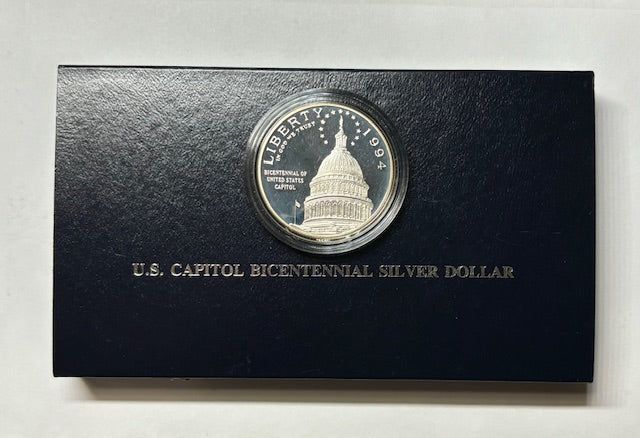 LIBERTY 1994
IN GOD WE TRUST
BICENTENNIAL OF
UNITED STATES
CAPITOL
U.S. CAPITOL BICENTENNIAL SILVER DOLLAR